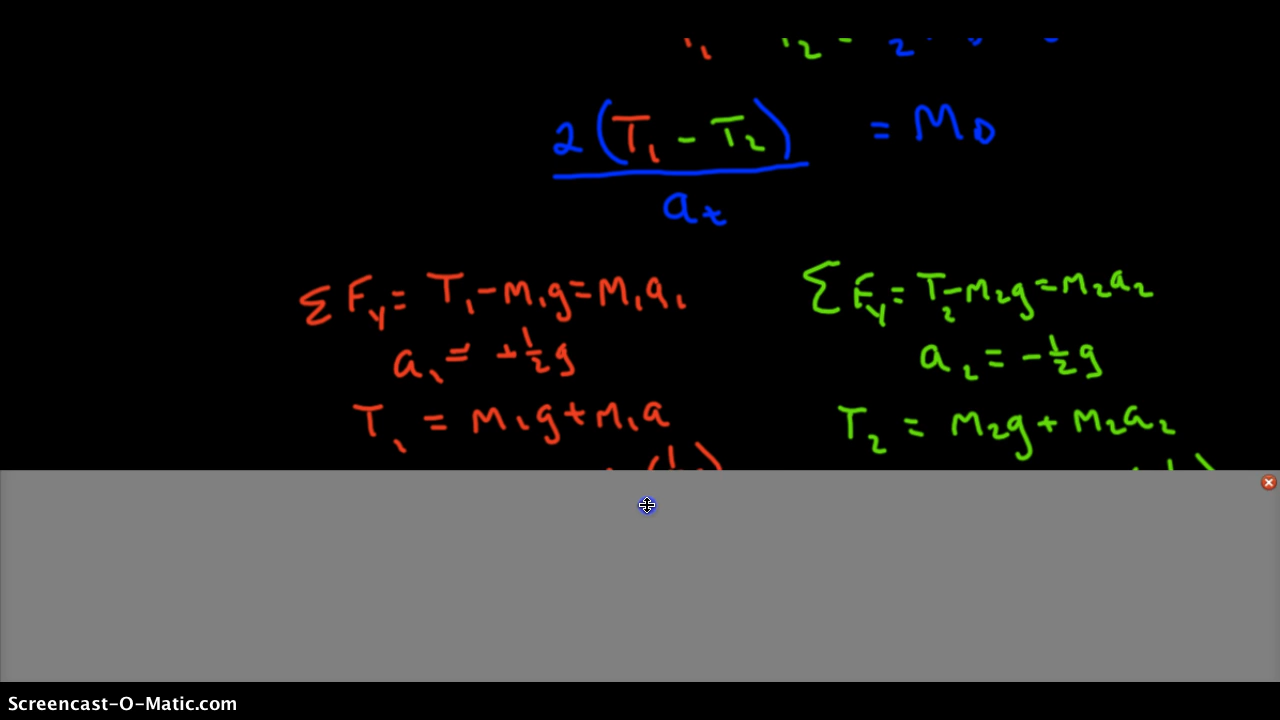 2(T₁ - T₂) = M_D
a_t
ΣF_y = T₁ - m₁g = m₁a₁
ΣF_y = T₂ - m₂g = m₂a₂
a₁ = +½g
a₂ = -½g
T₁ = m₁g + m₁a
T₂ = m₂g + m₂a₂
Screencast-O-Matic.com